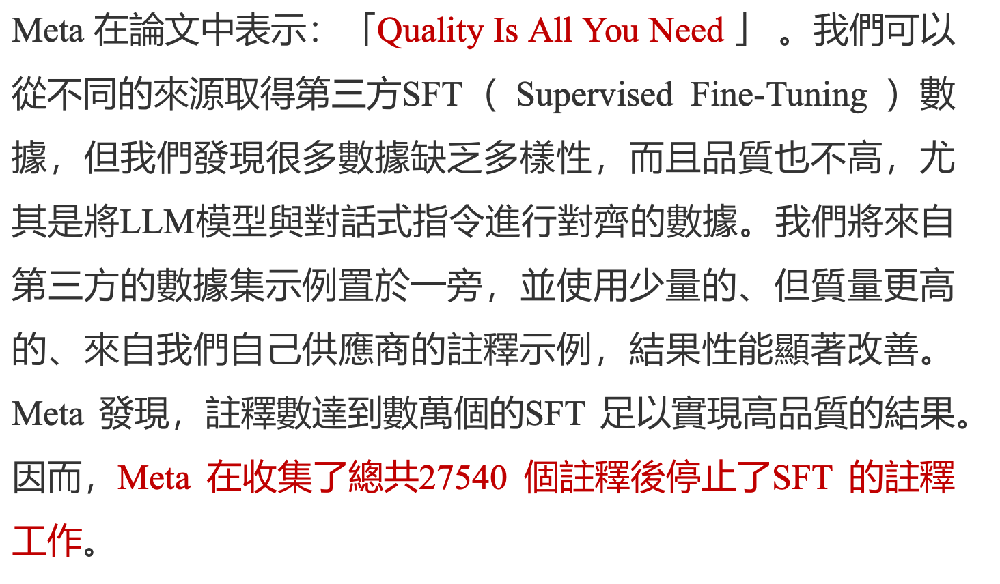 Meta 在論文中表示：「Quality Is All You Need 」 。我們可以
從不同的來源取得第三方SFT（ Supervised Fine-Tuning ）數
據，但我們發現很多數據缺乏多樣性，而且品質也不高，尤
其是將LLM模型與對話式指令進行對齊的數據。我們將來自
第三方的數據集示例置於一旁，並使用少量的、但質量更高
的、來自我們自己供應商的註釋示例，結果性能顯著改善。
Meta 發現，註釋數達到數萬個的SFT 足以實現高品質的結果。
因而，Meta 在收集了總共27540 個註釋後停止了SFT 的註釋
工作。